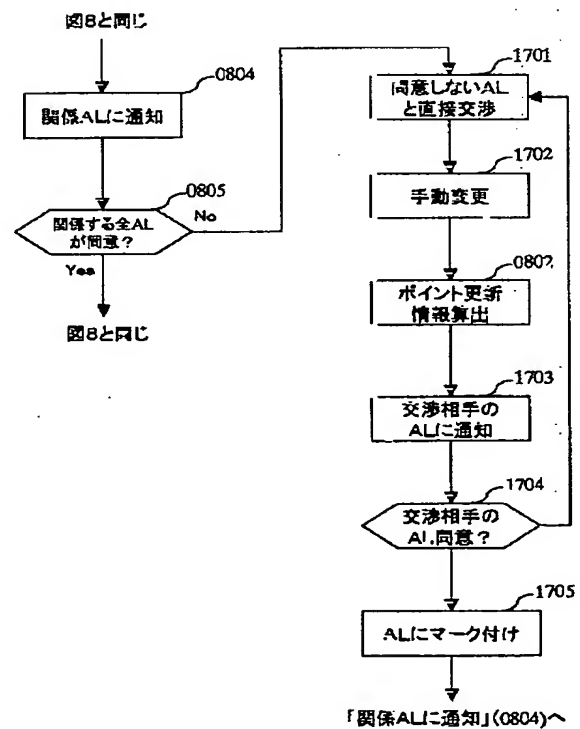 図8と同じ
0804
関係ALに通知
0805
関係する全AL
が同意？
No
Yes
図8と同じ
1701
同意しないAL
と直接交渉
1702
手動変更
0802
ポイント更新
情報算出
1703
交渉相手の
ALに通知
1704
交渉相手の
AL同意？
1705
ALにマーク付け
「関係ALに通知」(0804)へ